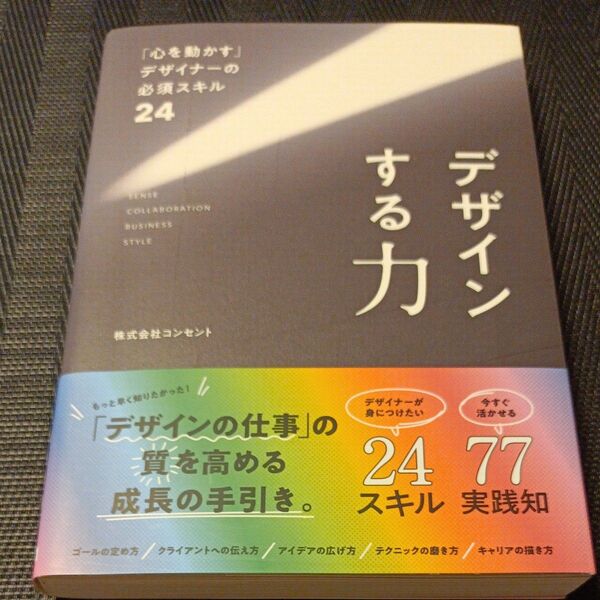 「心を動かす」
デザイナーの
必須スキル
24
デザイン
する力
SENSE
COLLABORATION
BUSINESS
STYLE
株式会社コンセント
もっと早く知りたかった!
「デザインの仕事」の
質を高める
成長の手引き。
デザイナーが
身につけたい
24
スキル
今すぐ
活かせる
77
実践知
ゴールの定め方/クライアントへの伝え方/アイデアの広げ方/テクニックの磨き方/キャリアの描き方